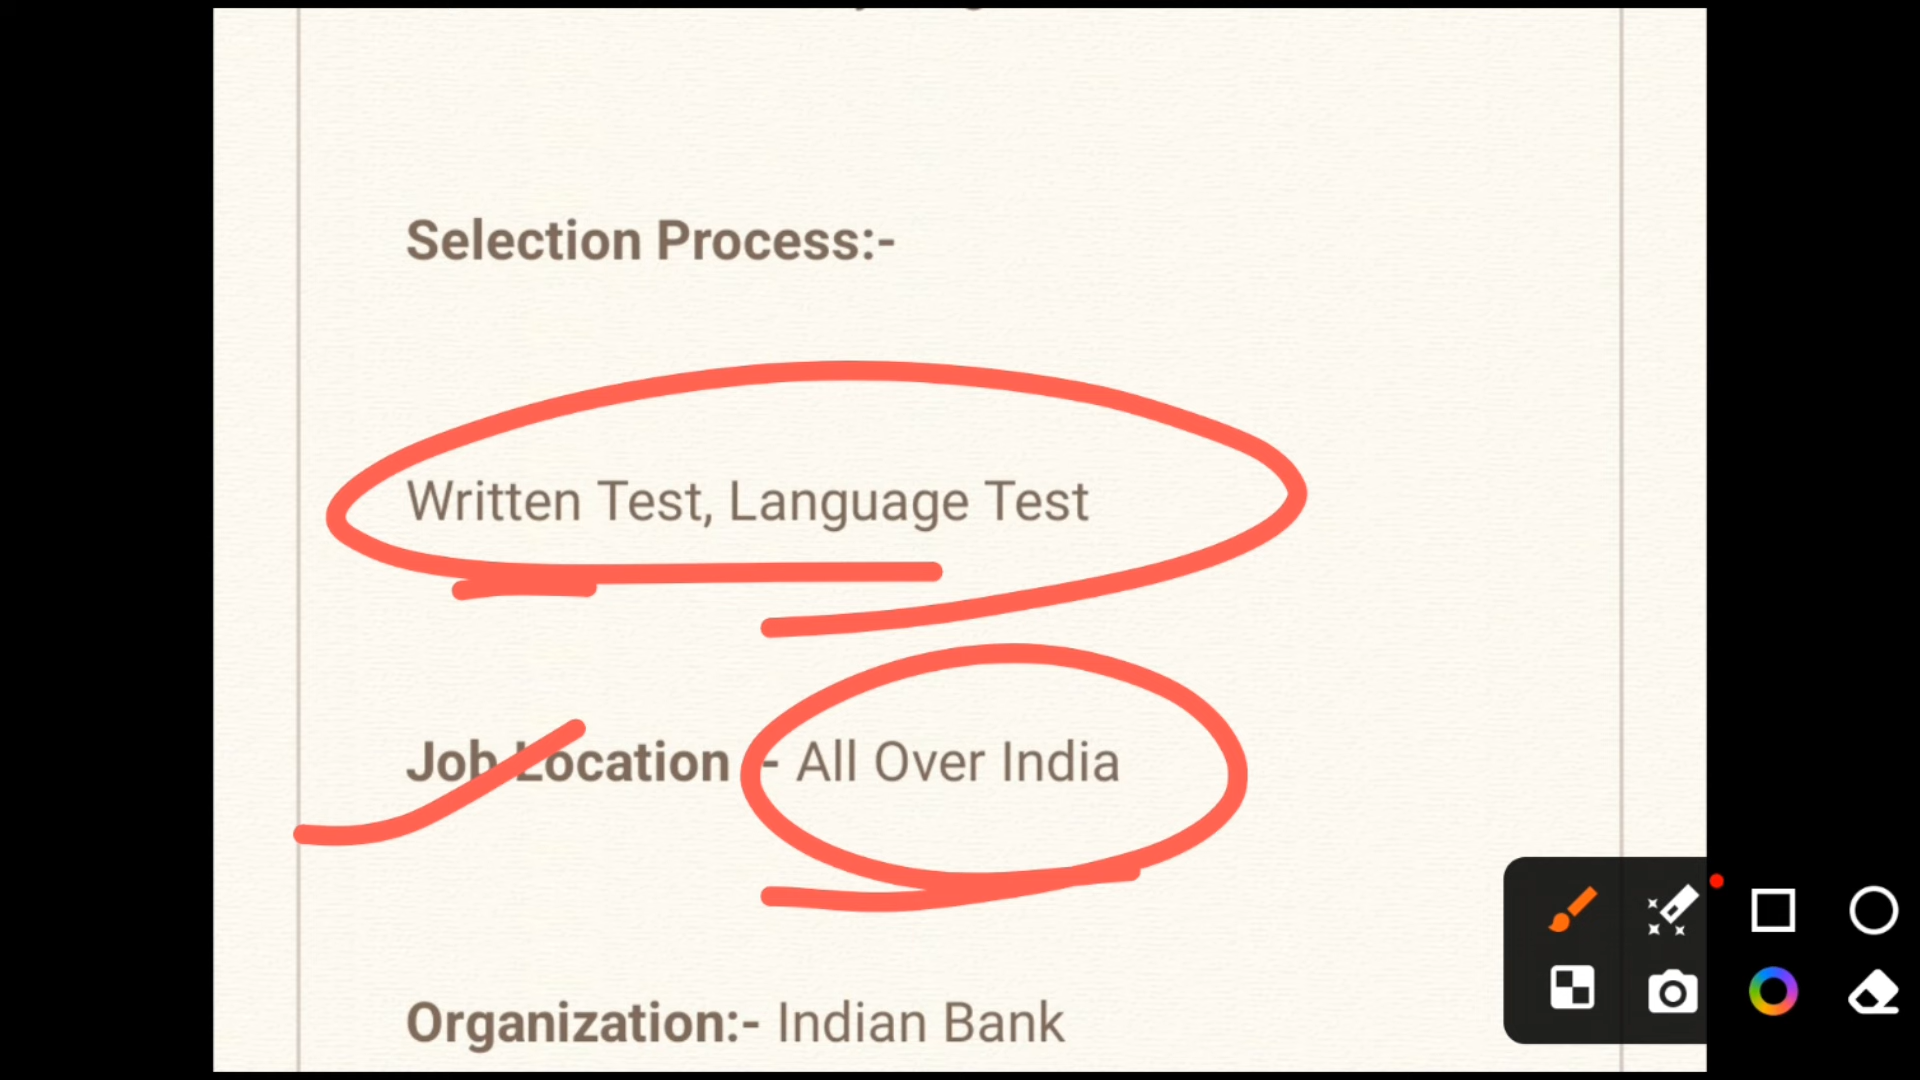 Selection Process:-
Written Test, Language Test
Job Location - All Over India
Organization:- Indian Bank